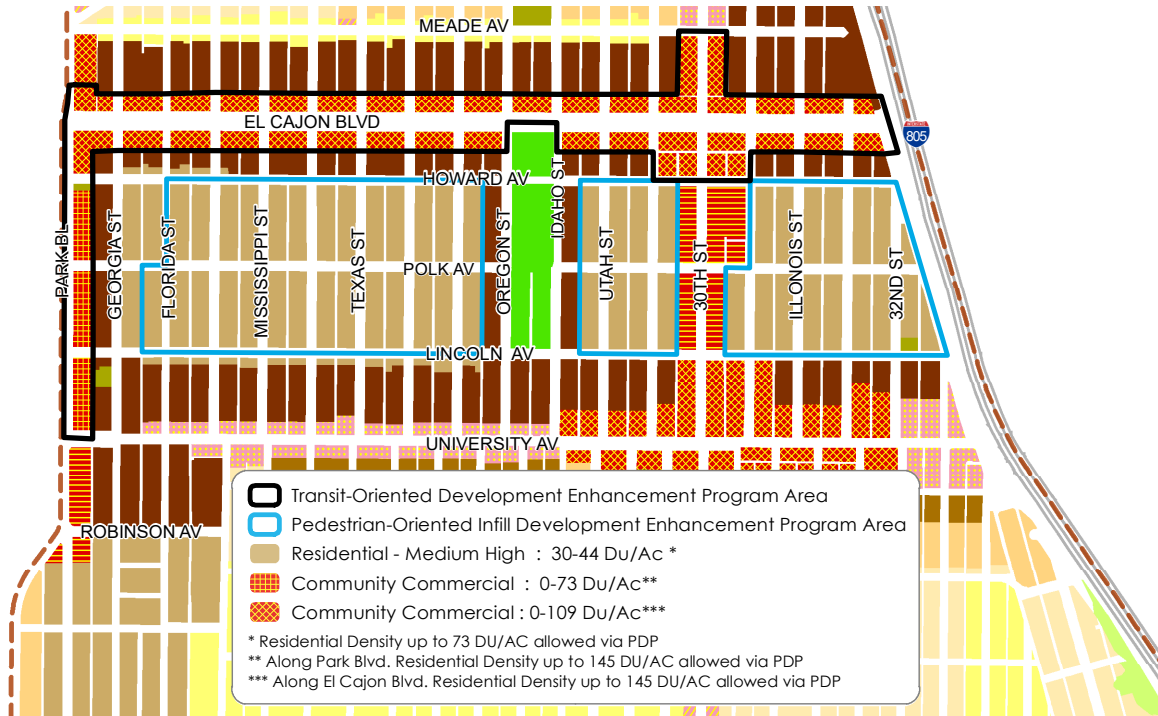 MEADE AV
EL CAJON BLVD
INTERSTATE
805
HOWARD AV
PARK BL
GEORGIA ST
FLORIDA ST
MISSISSIPPI ST
TEXAS ST
POLK AV
OREGON ST
IDAHO ST
UTAH ST
30TH ST
ILLONOIS ST
32ND ST
LINCOLN AV
UNIVERSITY AV
ROBINSON AV
Transit-Oriented Development Enhancement Program Area
Pedestrian-Oriented Infill Development Enhancement Program Area
Residential - Medium High : 30-44 Du/Ac *
Community Commercial : 0-73 Du/Ac**
Community Commercial : 0-109 Du/Ac***
* Residential Density up to 73 DU/AC allowed via PDP
** Along Park Blvd. Residential Density up to 145 DU/AC allowed via PDP
*** Along El Cajon Blvd. Residential Density up to 145 DU/AC allowed via PDP